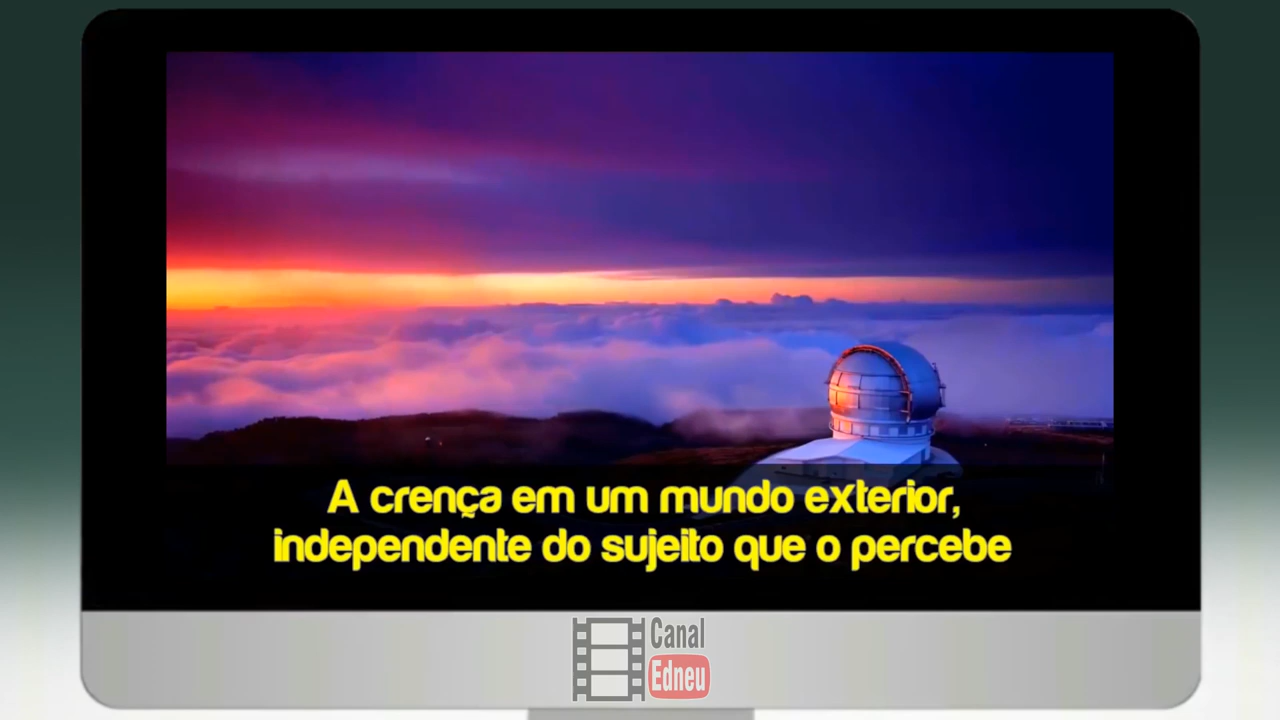 A crença em um mundo exterior,
independente do sujeito que o percebe
Canal
Edneu